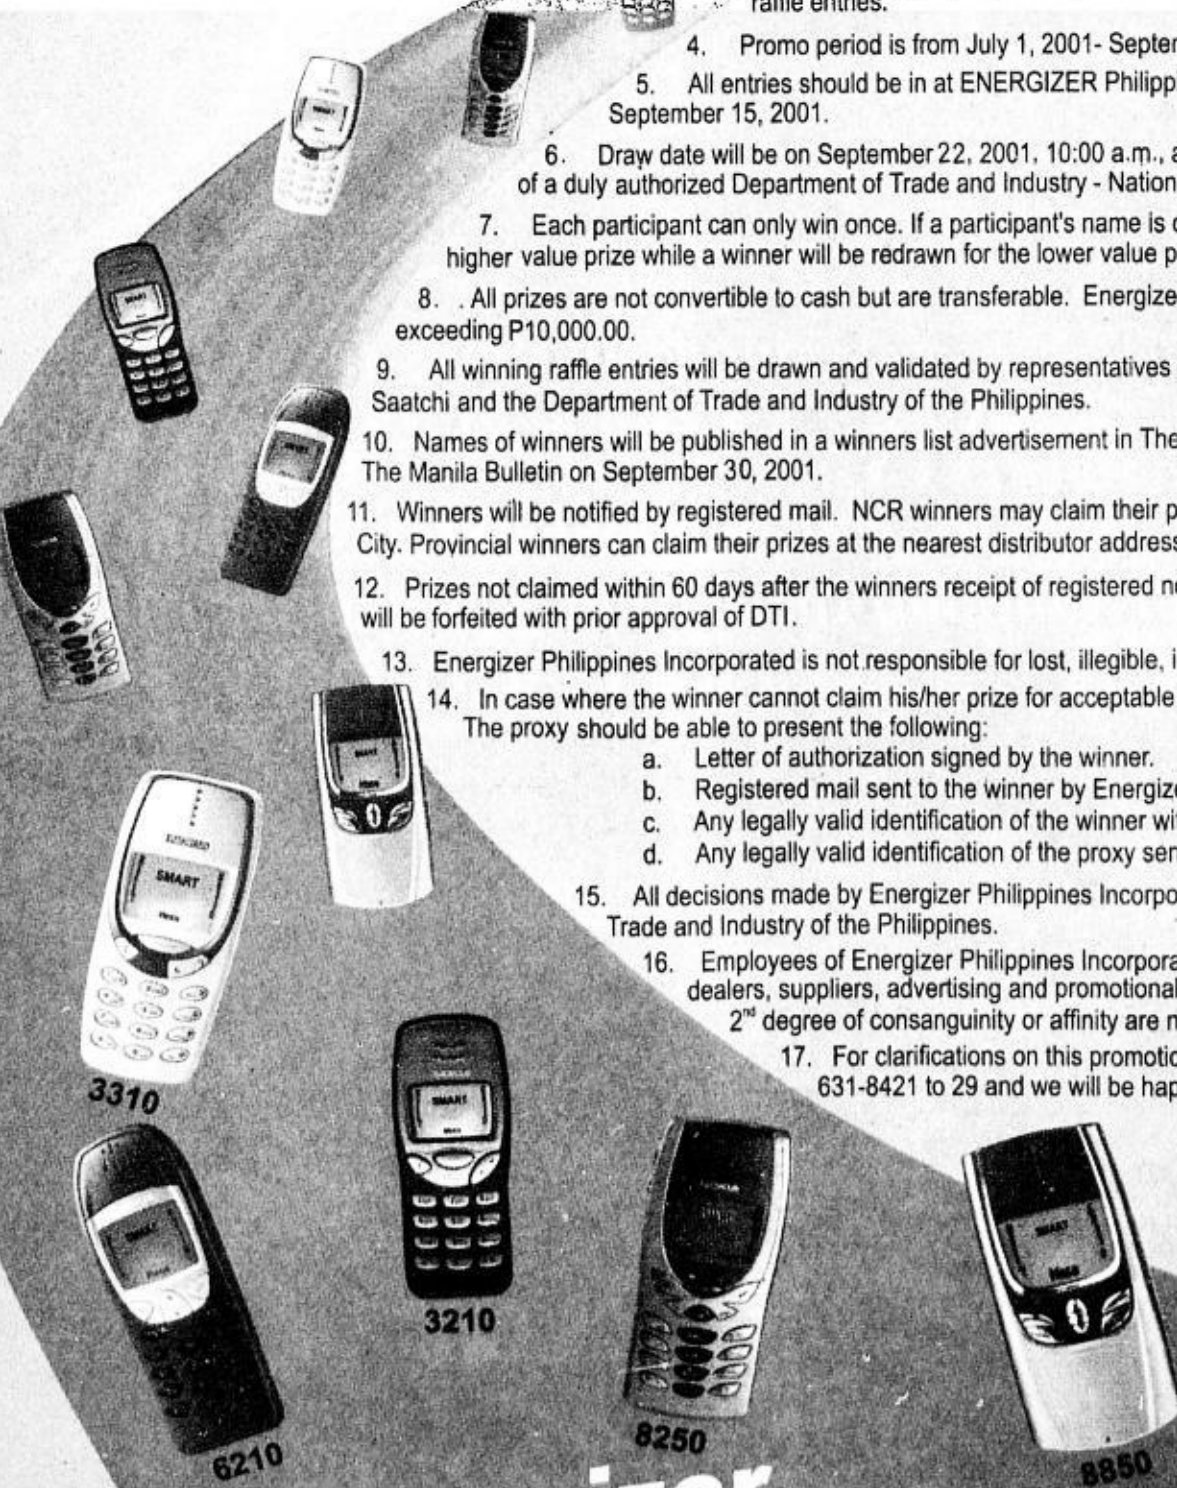 raffle entries.
4. Promo period is from July 1, 2001- Septem
5. All entries should be in at ENERGIZER Philipp
September 15, 2001.
6. Draw date will be on September 22, 2001, 10:00 a.m., a
of a duly authorized Department of Trade and Industry - Nation
7. Each participant can only win once. If a participant's name is
higher value prize while a winner will be redrawn for the lower value p
8. . All prizes are not convertible to cash but are transferable. Energize
exceeding P10,000.00.
9. All winning raffle entries will be drawn and validated by representatives
Saatchi and the Department of Trade and Industry of the Philippines.
10. Names of winners will be published in a winners list advertisement in The
The Manila Bulletin on September 30, 2001.
11. Winners will be notified by registered mail. NCR winners may claim their p
City. Provincial winners can claim their prizes at the nearest distributor address
12. Prizes not claimed within 60 days after the winners receipt of registered n
will be forfeited with prior approval of DTI.
13. Energizer Philippines Incorporated is not responsible for lost, illegible, i
14. In case where the winner cannot claim his/her prize for acceptable
The proxy should be able to present the following:
a. Letter of authorization signed by the winner.
b. Registered mail sent to the winner by Energize
c. Any legally valid identification of the winner wi
d. Any legally valid identification of the proxy sen
15. All decisions made by Energizer Philippines Incorpo
Trade and Industry of the Philippines.
16. Employees of Energizer Philippines Incorpora
dealers, suppliers, advertising and promotional
2nd degree of consanguinity or affinity are n
17. For clarifications on this promotio
631-8421 to 29 and we will be hap
SMART
SMART
SMART
SMART
3310
SMART
3210
SMART
6210
NOKIA
8250
SMART
Menu
8850
izer